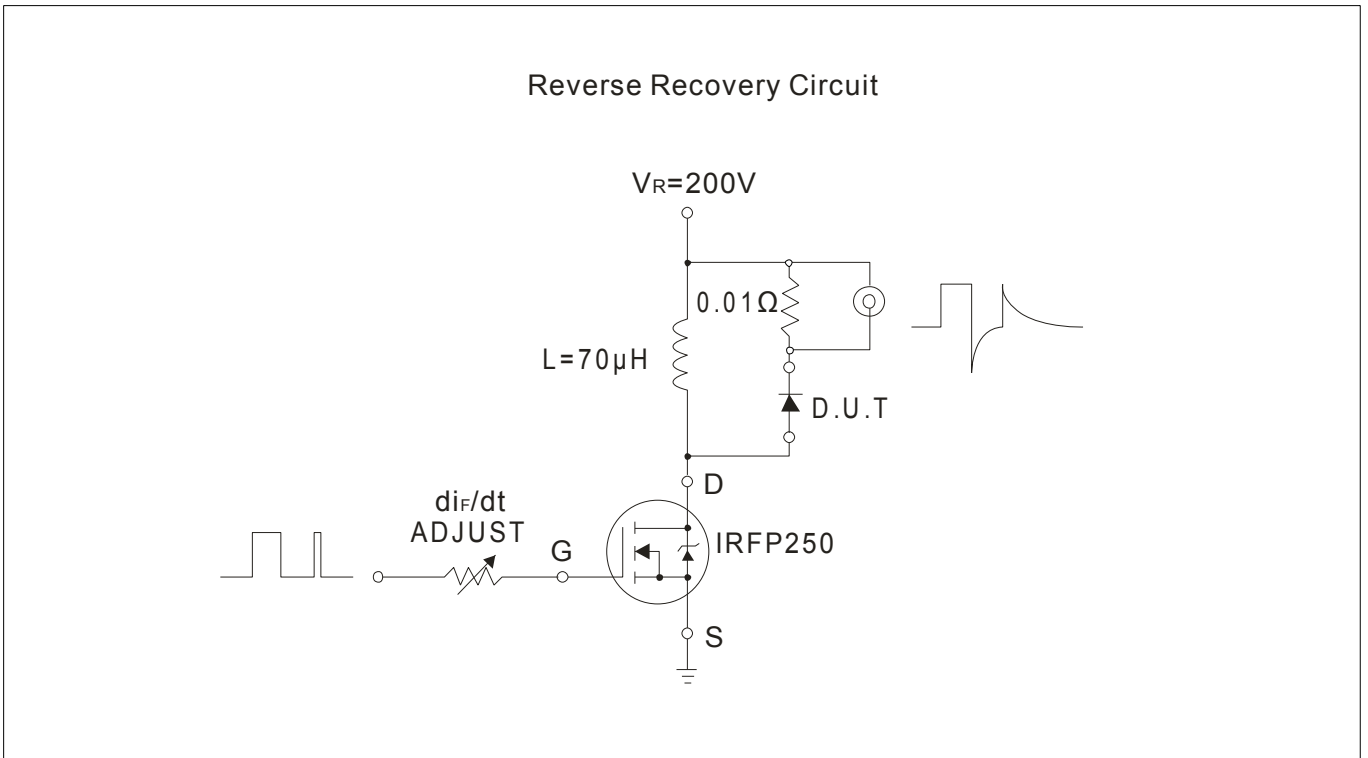 Reverse Recovery Circuit
VR=200V
0.01Ω
L=70µH
D.U.T
D
diF/dt
ADJUST
G
IRFP250
S